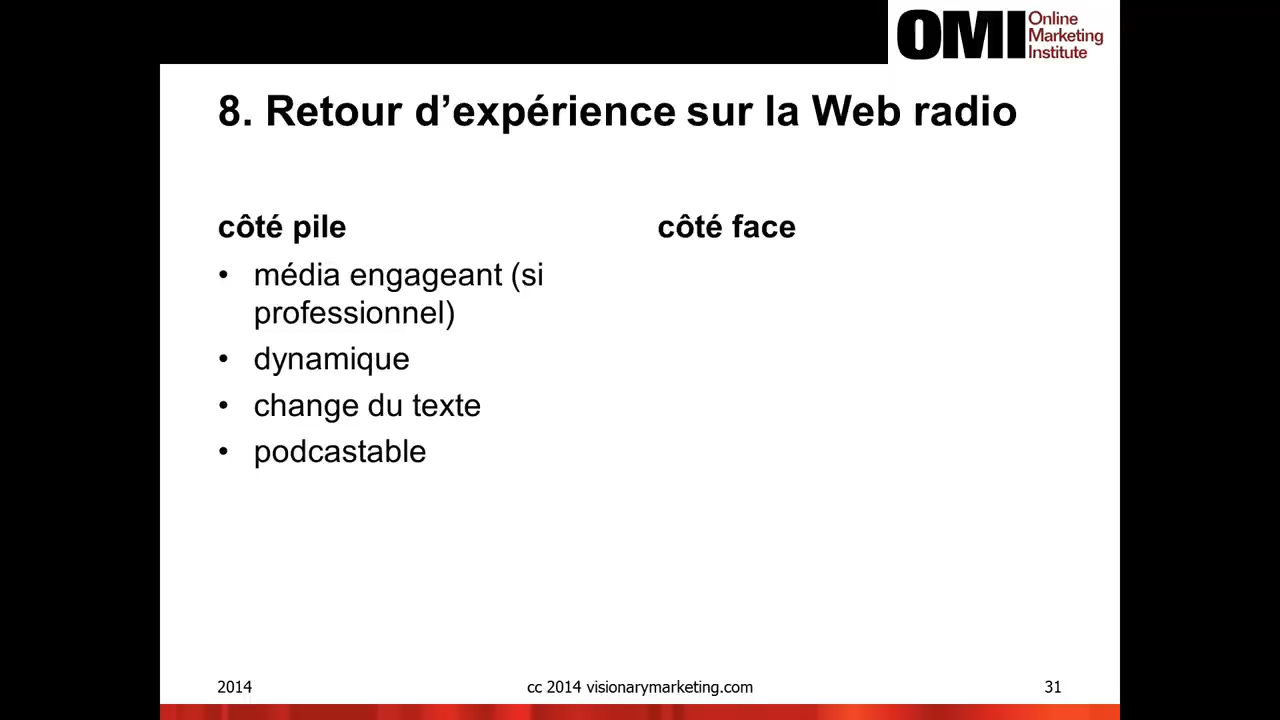 OMI Online
Marketing
Institute
8. Retour d’expérience sur la Web radio
côté pile
• média engageant (si
professionnel)
• dynamique
• change du texte
• podcastable
côté face
2014
cc 2014 visionarymarketing.com
31